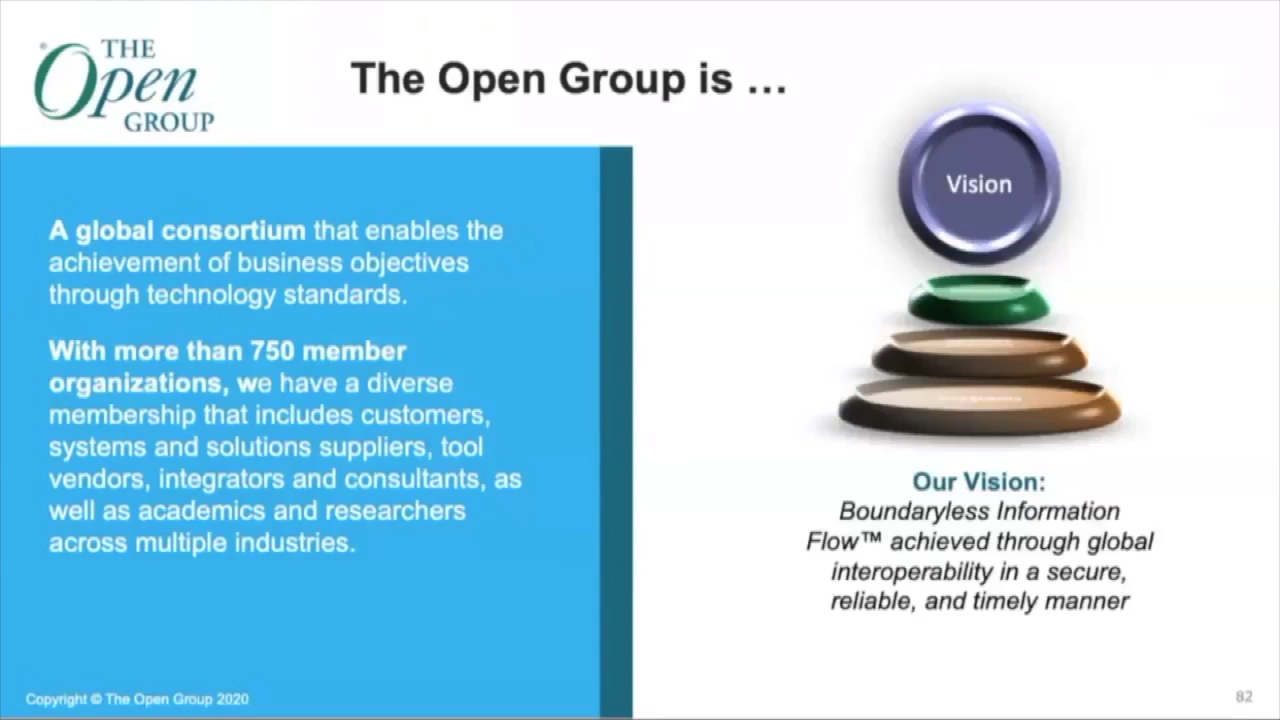 THE
Open
GROUP
The Open Group is …
A global consortium that enables the
achievement of business objectives
through technology standards.
With more than 750 member
organizations, we have a diverse
membership that includes customers,
systems and solutions suppliers, tool
vendors, integrators and consultants, as
well as academics and researchers
across multiple industries.
Vision
Our Vision:
Boundaryless Information
Flow™ achieved through global
interoperability in a secure,
reliable, and timely manner
Copyright © The Open Group 2020
82